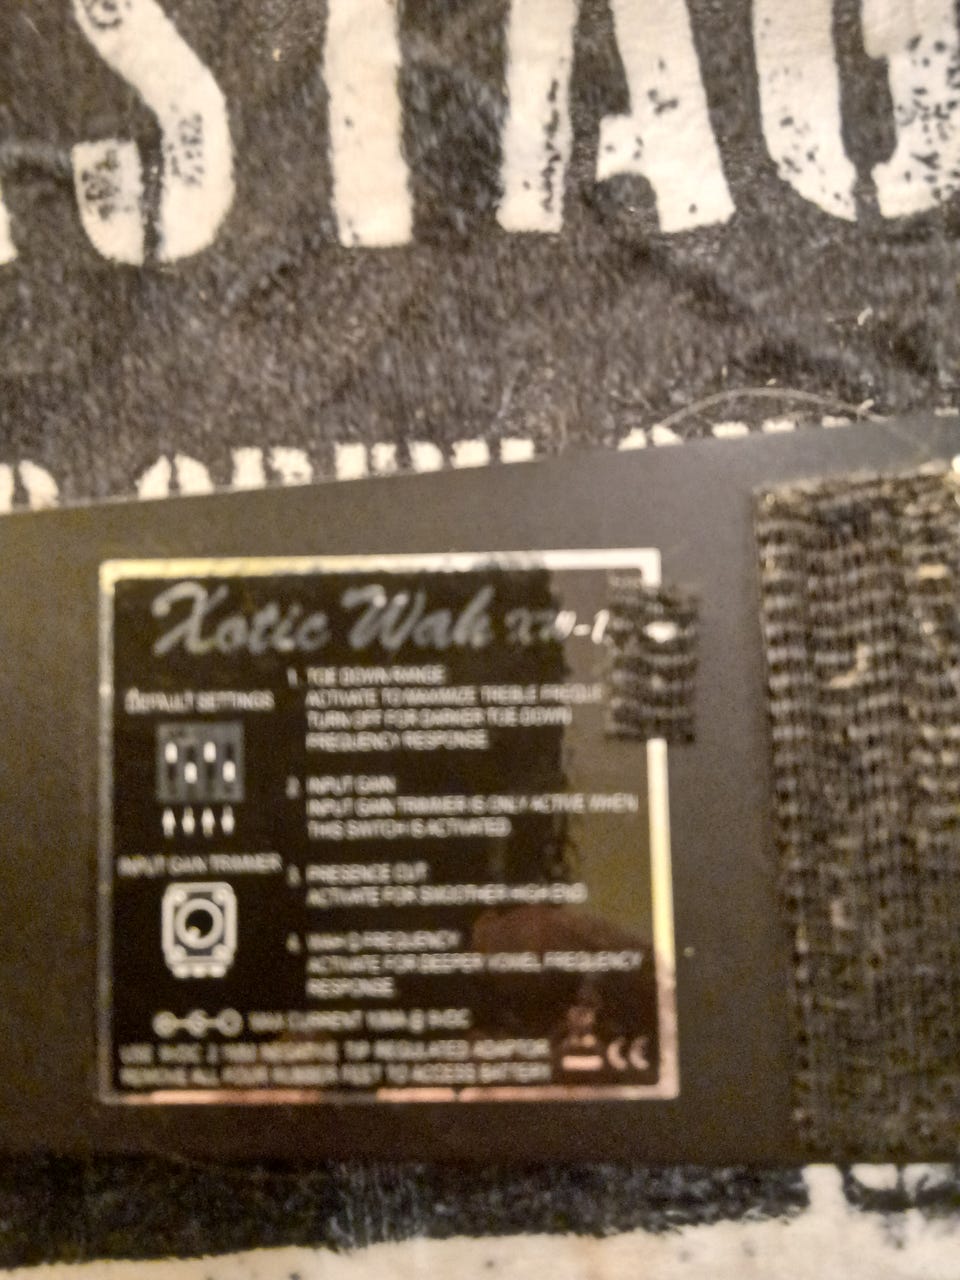 STAG
Xotic Wah XW-1
DEFAULT SETTINGS
INPUT GAIN TRIMMER
1. TOE DOWN RANGE
ACTIVATE TO MAXIMIZE TREBLE
TURN OFF FOR DARKER TOE DOWN
FREQUENCY RESPONSE
2. INPUT GAIN
INPUT GAIN TRIMMER IS ONLY ACTIVE WHEN
THIS SWITCH IS ACTIVATED
3. PRESENCE CUT
ACTIVATE FOR SMOOTHER HIGH END
4. WAH Q FREQUENCY
ACTIVATE FOR DEEPER VOWEL FREQUENCY
RESPONSE
MAX CURRENT 10MA @ 9VDC
USE 9VDC NEGATIVE TIP REGULATED ADAPTOR
REMOVE ALL FOUR RUBBER FEET TO ACCESS BATTERY
CE